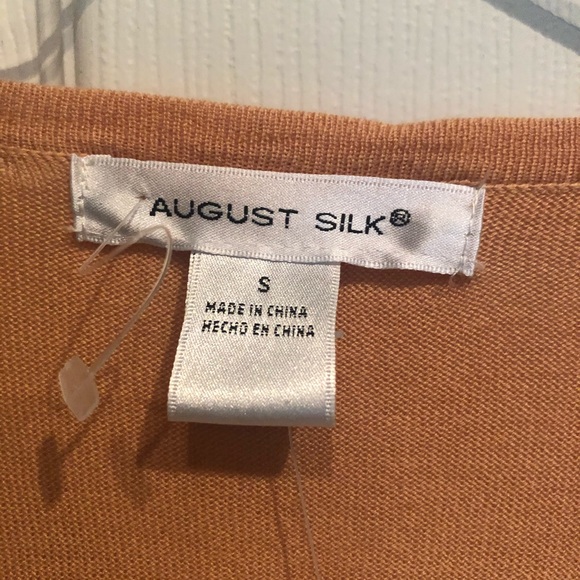 AUGUST SILK®
S
MADE IN CHINA
HECHO EN CHINA